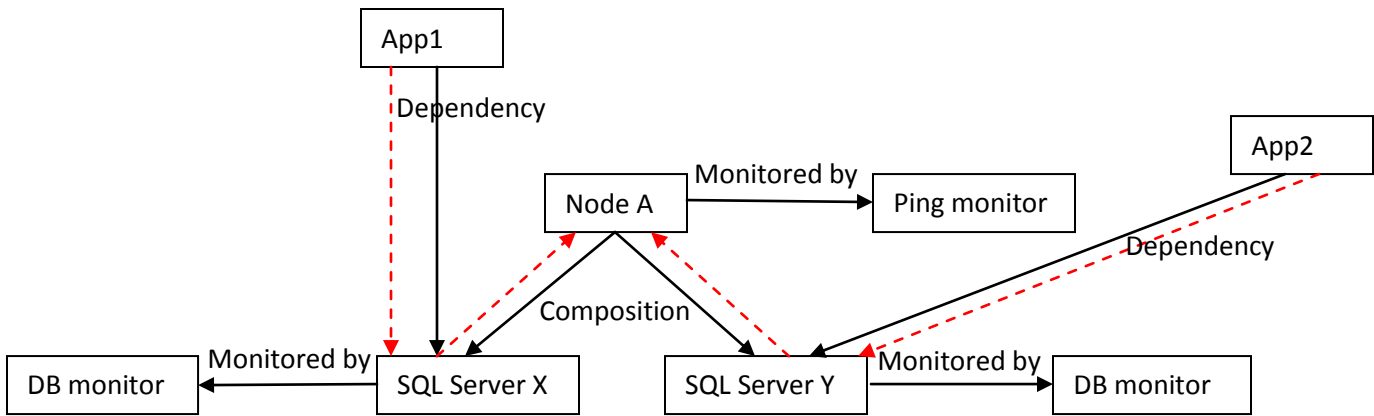 App1
Dependency
App2
Monitored by
Node A
Ping monitor
Dependency
Composition
Monitored by
Monitored by
DB monitor
SQL Server X
SQL Server Y
DB monitor